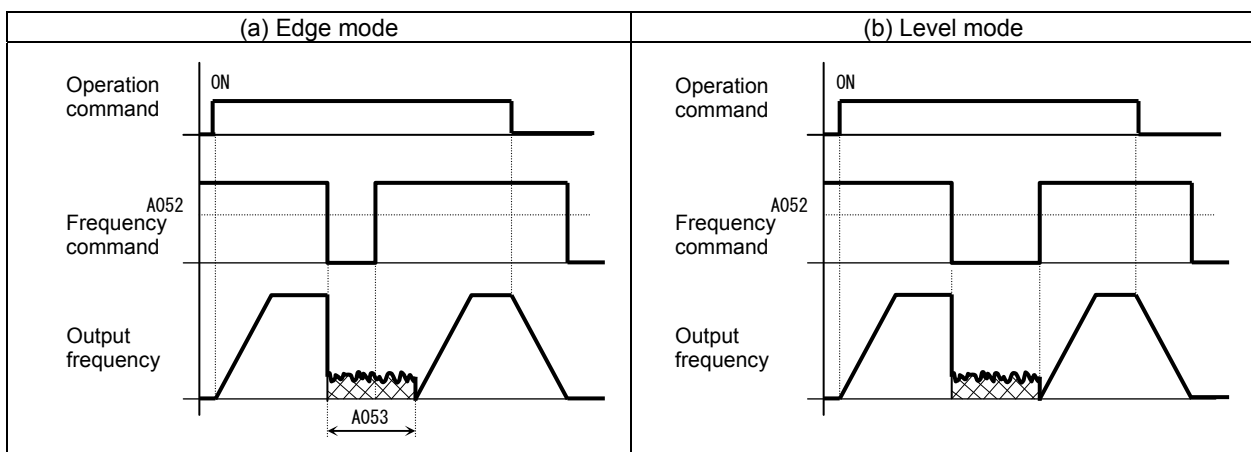 (a) Edge mode
(b) Level mode
Operation
command
ON
A052
Frequency
command
Output
frequency
A053
Operation
command
ON
A052
Frequency
command
Output
frequency